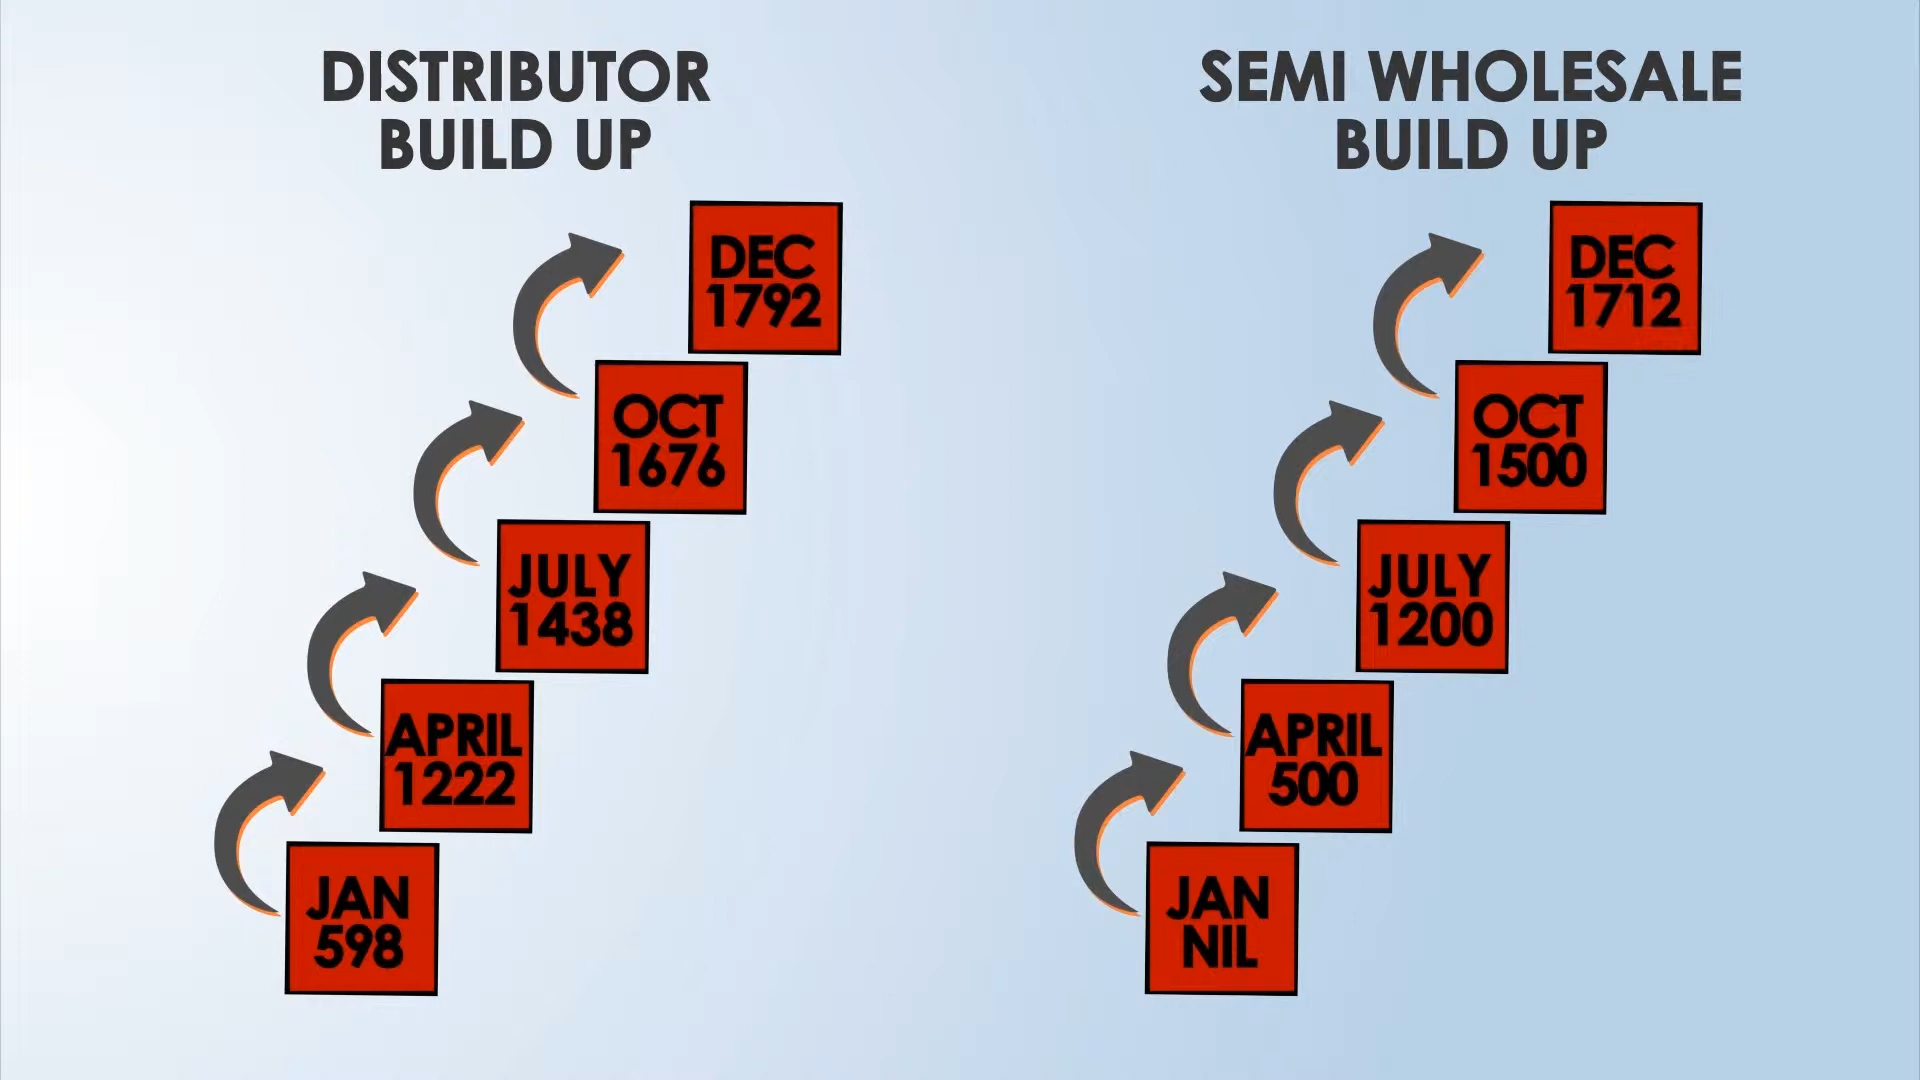 DISTRIBUTOR
BUILD UP
DEC
1792
OCT
1676
JULY
1438
APRIL
1222
JAN
598
SEMI WHOLESALE
BUILD UP
DEC
1712
OCT
1500
JULY
1200
APRIL
500
JAN
NIL